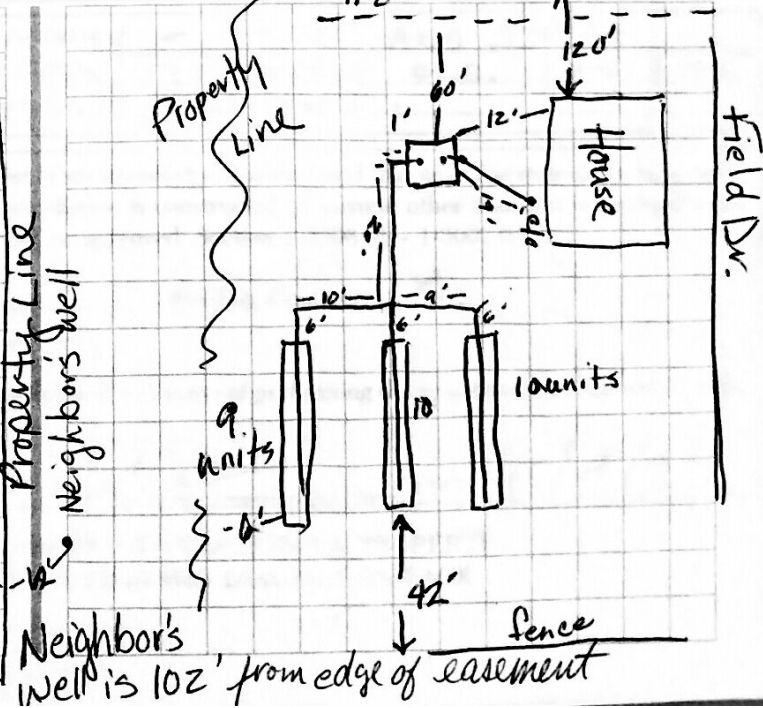 120'
60'
Property
Line
1'
12'
House
c/o
Field Dr.
10'
9'
6'
6'
6'
Property Line
Neighbor's Well
9
units
10
10 units
42'
fence
Neighbor's
Well is 102' from edge of easement